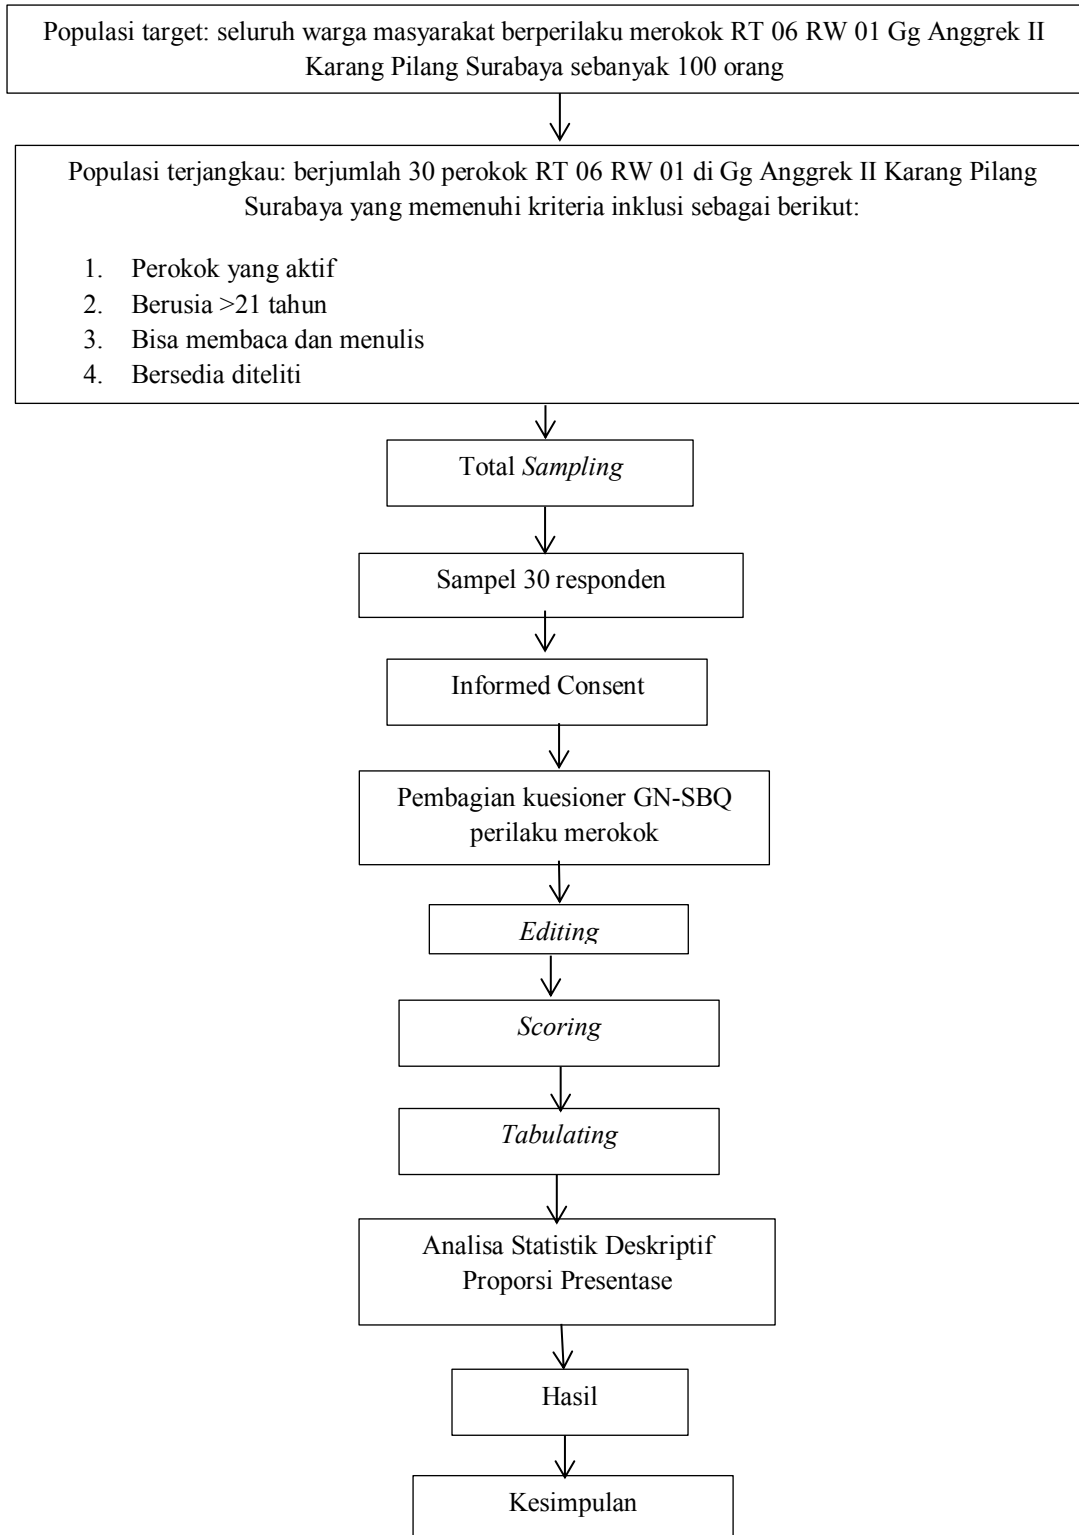 Populasi target: seluruh warga masyarakat berperilaku merokok RT 06 RW 01 Gg Anggrek II
Karang Pilang Surabaya sebanyak 100 orang
Populasi terjangkau: berjumlah 30 perokok RT 06 RW 01 di Gg Anggrek II Karang Pilang
Surabaya yang memenuhi kriteria inklusi sebagai berikut:
1. Perokok yang aktif
2. Berusia >21 tahun
3. Bisa membaca dan menulis
4. Bersedia diteliti
Total Sampling
Sampel 30 responden
Informed Consent
Pembagian kuesioner GN-SBQ
perilaku merokok
Editing
Scoring
Tabulating
Analisa Statistik Deskriptif
Proporsi Presentase
Hasil
Kesimpulan